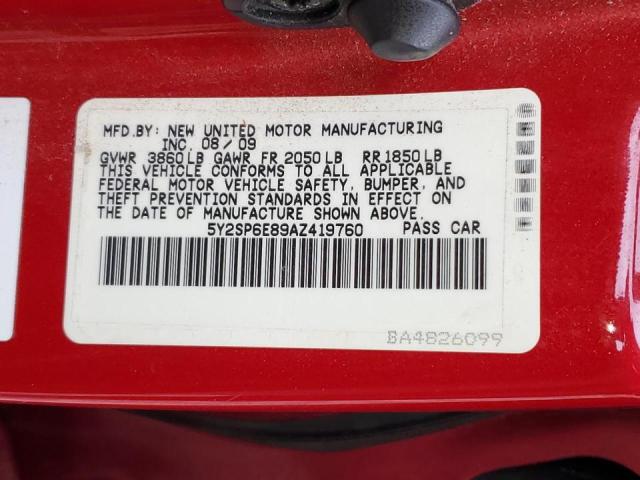 MFD.BY: NEW UNITED MOTOR MANUFACTURING
INC. 08/09
GVWR 3860LB GAWR FR 2050LB RR 1850LB
THIS VEHICLE CONFORMS TO ALL APPLICABLE
FEDERAL MOTOR VEHICLE SAFETY, BUMPER, AND
THEFT PREVENTION STANDARDS IN EFFECT ON
THE DATE OF MANUFACTURE SHOWN ABOVE.
5Y2SP6E89AZ419760 PASS CAR
BA4826099